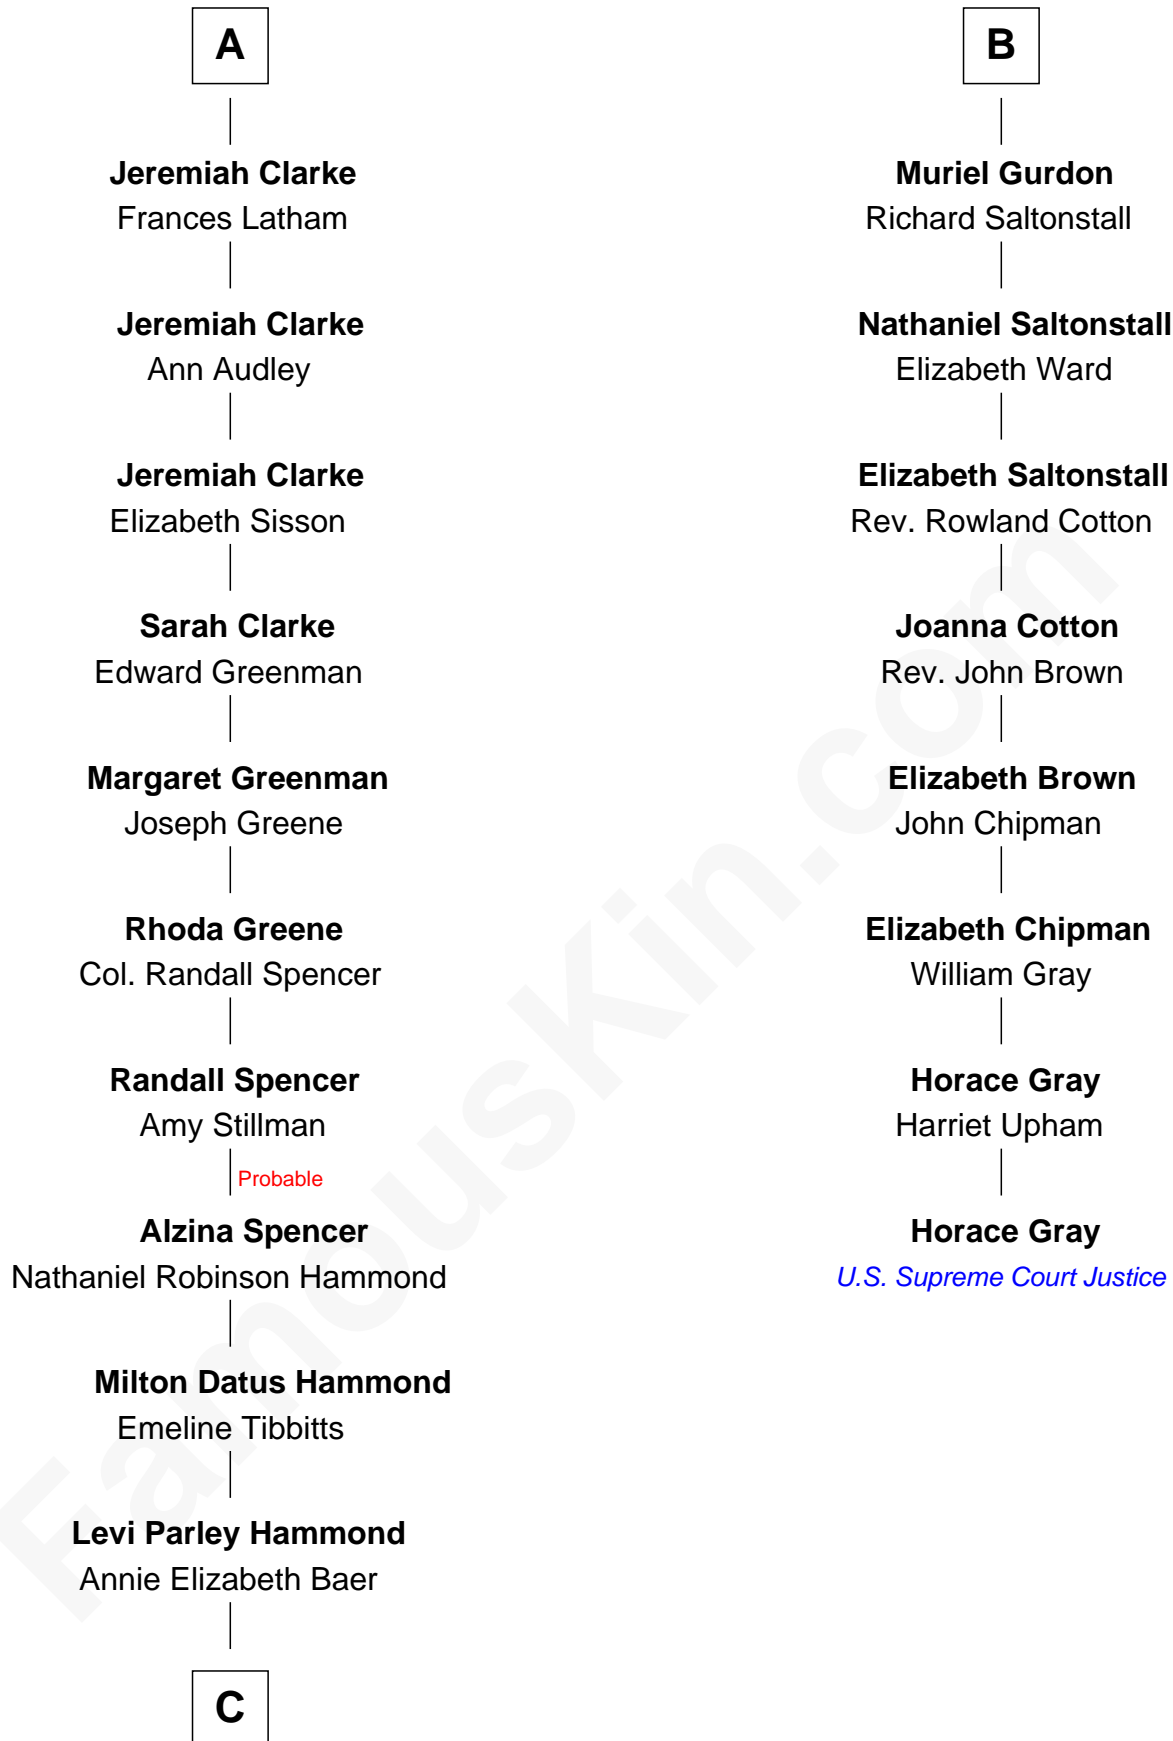 A
Jeremiah Clarke
Frances Latham
Jeremiah Clarke
Ann Audley
Jeremiah Clarke
Elizabeth Sisson
Sarah Clarke
Edward Greenman
Margaret Greenman
Joseph Greene
Rhoda Greene
Col. Randall Spencer
Randall Spencer
Amy Stillman
Probable
Alzina Spencer
Nathaniel Robinson Hammond
Milton Datus Hammond
Emeline Tibbitts
Levi Parley Hammond
Annie Elizabeth Baer
C
B
Muriel Gurdon
Richard Saltonstall
Nathaniel Saltonstall
Elizabeth Ward
Elizabeth Saltonstall
Rev. Rowland Cotton
Joanna Cotton
Rev. John Brown
Elizabeth Brown
John Chipman
Elizabeth Chipman
William Gray
Horace Gray
Harriet Upham
Horace Gray
U.S. Supreme Court Justice
FamousKin.com